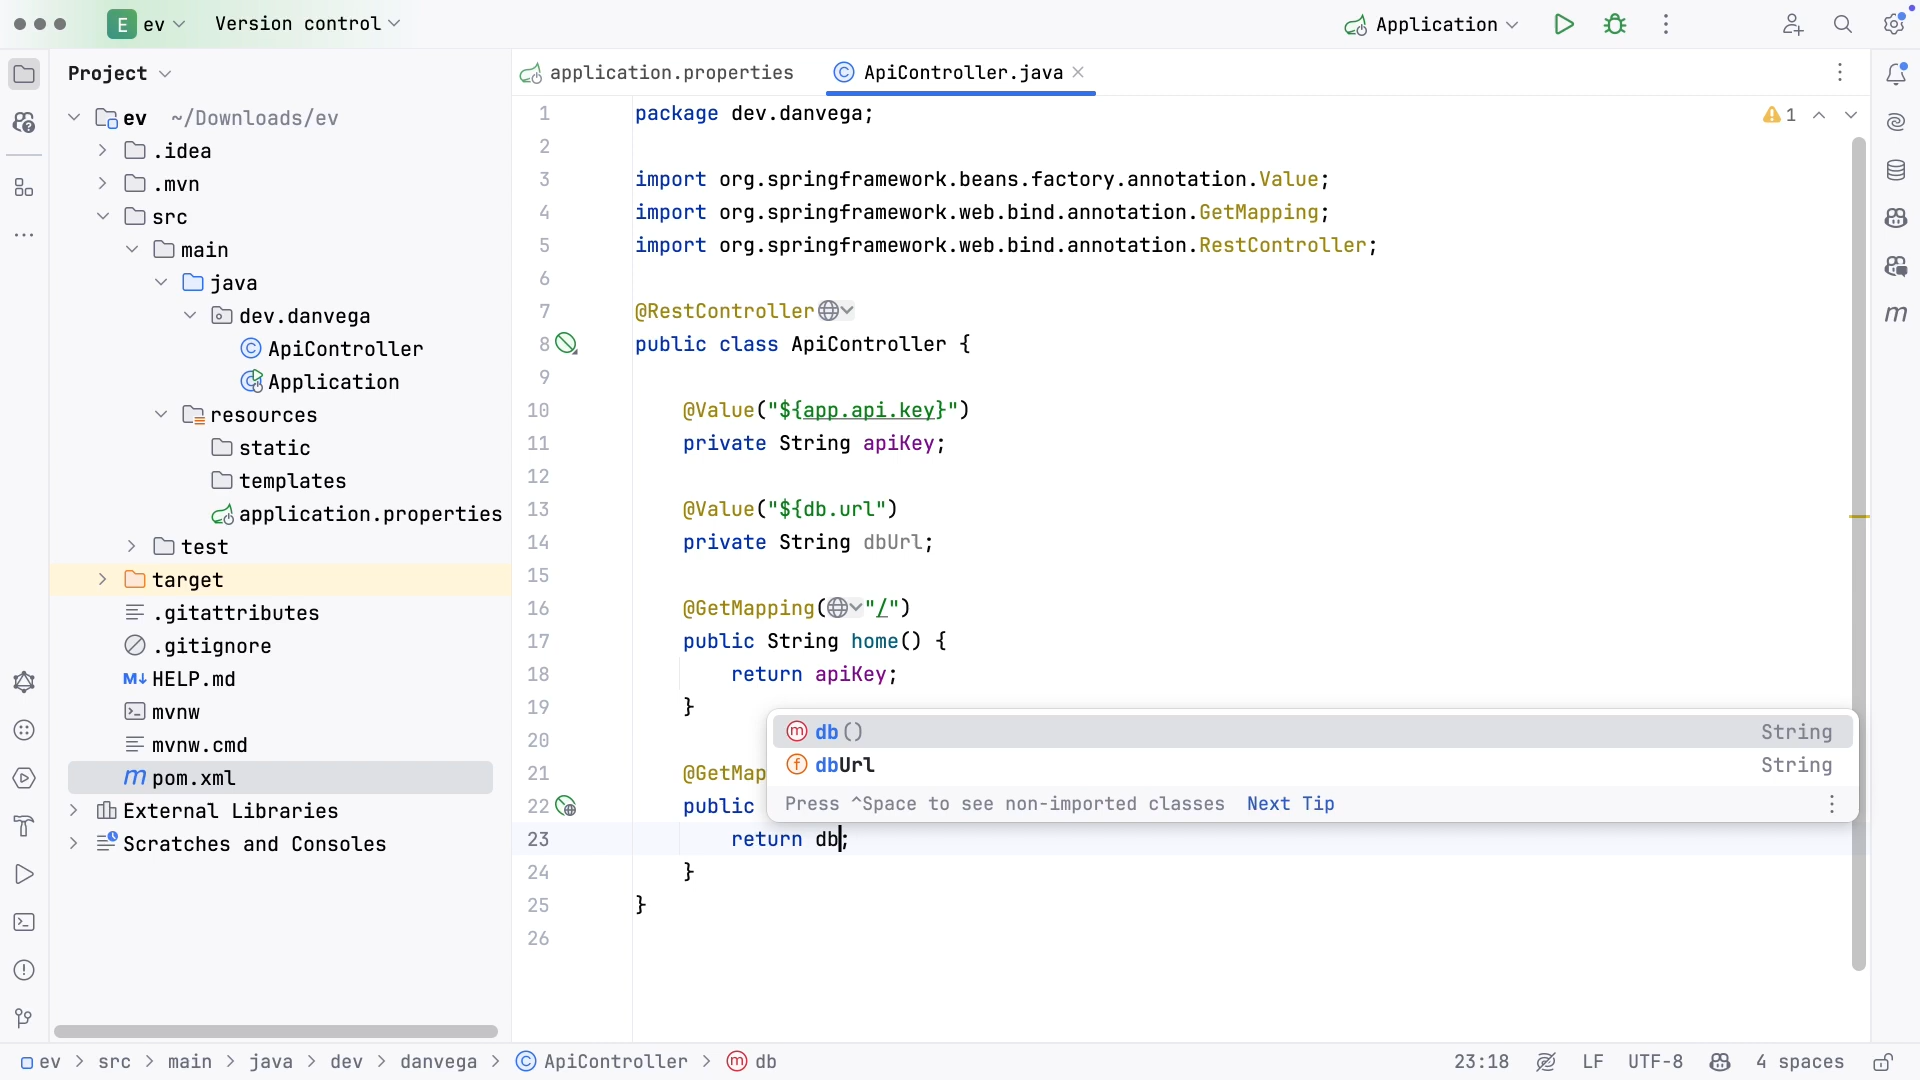 E ev Version control Application
Project
application.properties ApiController.java
ev ~/Downloads/ev
.idea
.mvn
src
main
java
dev.danvega
ApiController
Application
resources
static
templates
application.properties
test
target
.gitattributes
.gitignore
M↓ HELP.md
mvnw
mvnw.cmd
m pom.xml
External Libraries
Scratches and Consoles
1 package dev.danvega;
2
3 import org.springframework.beans.factory.annotation.Value;
4 import org.springframework.web.bind.annotation.GetMapping;
5 import org.springframework.web.bind.annotation.RestController;
6
7 @RestController
8 public class ApiController {
9
10 @Value("${app.api.key}")
11 private String apiKey;
12
13 @Value("${db.url")
14 private String dbUrl;
15
16 @GetMapping("/")
17 public String home() {
18 return apiKey;
19 }
20
21 @GetMap
22 public
23 return db;
24 }
25 }
26
1
m db() String
f dbUrl String
Press ^Space to see non-imported classes Next Tip
m
ev > src > main > java > dev > danvega > C ApiController > m db
23:18 LF UTF-8 4 spaces